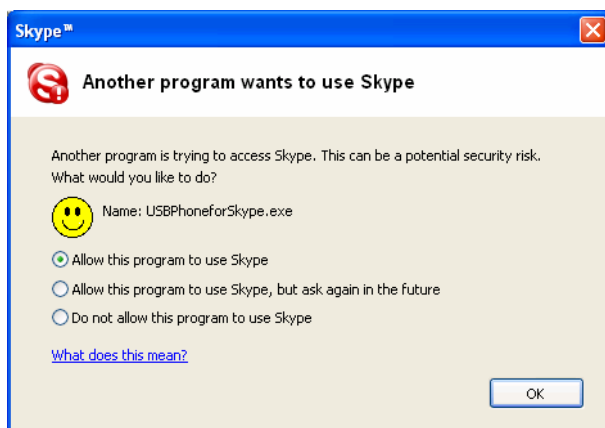 Skype™
Another program wants to use Skype
Another program is trying to access Skype. This can be a potential security risk.
What would you like to do?
Name: USBPhoneforSkype.exe
Allow this program to use Skype
Allow this program to use Skype, but ask again in the future
Do not allow this program to use Skype
What does this mean?
OK